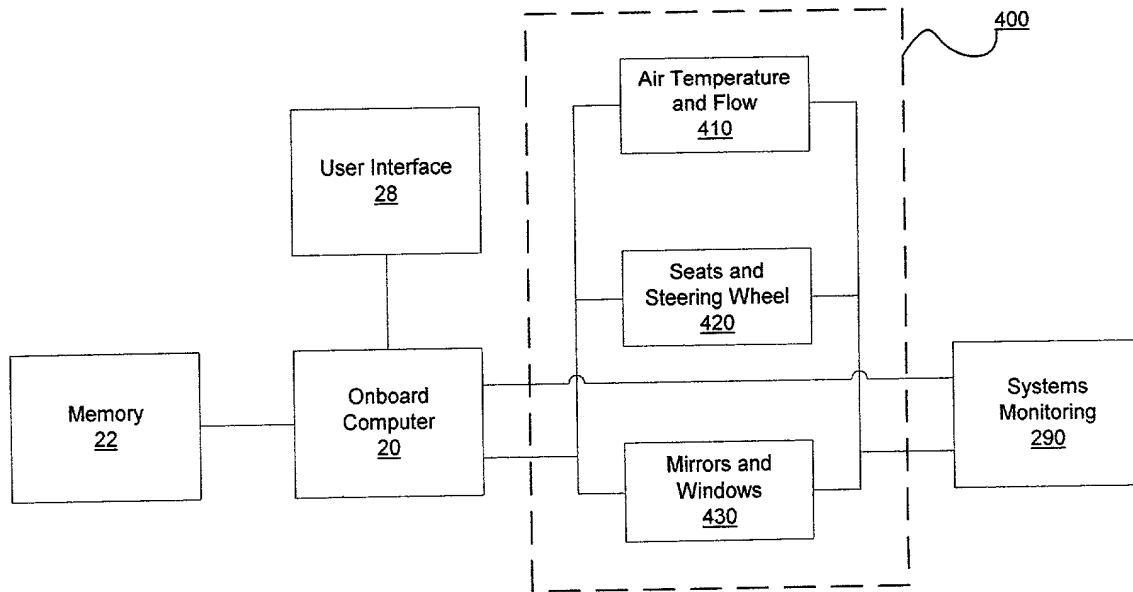 400
Air Temperature
and Flow
410
User Interface
28
Seats and
Steering Wheel
420
Memory
22
Onboard
Computer
20
Systems
Monitoring
290
Mirrors and
Windows
430